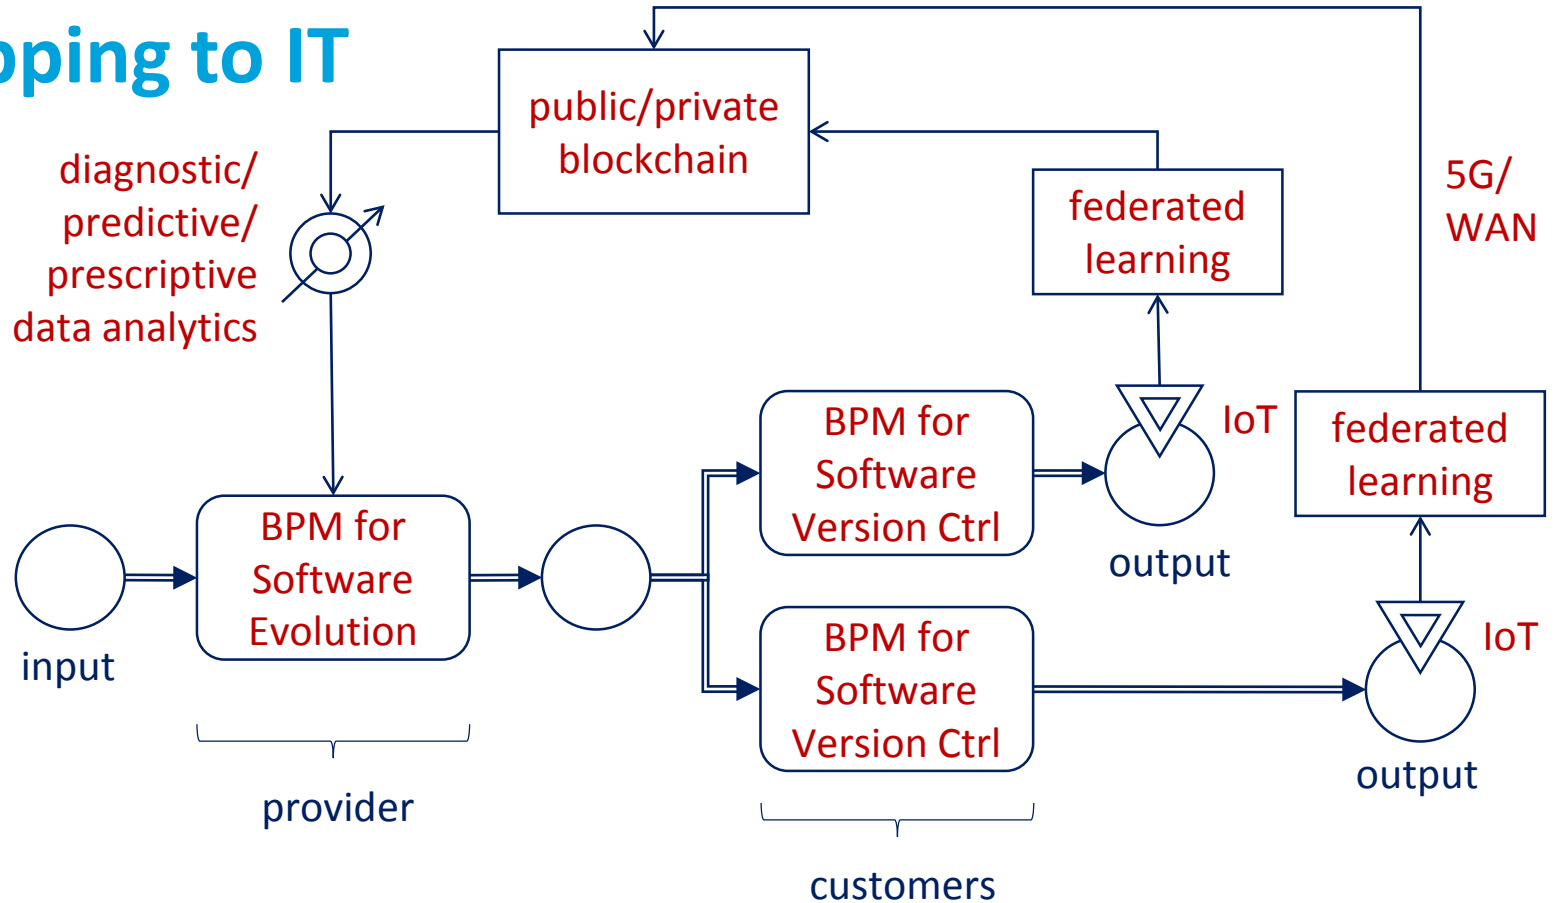 pping to IT
public/private
blockchain
diagnostic/
predictive/
prescriptive
data analytics
federated
learning
5G/
WAN
BPM for
Software
Version Ctrl
IoT
output
federated
learning
BPM for
Software
Evolution
input
provider
BPM for
Software
Version Ctrl
IoT
output
customers